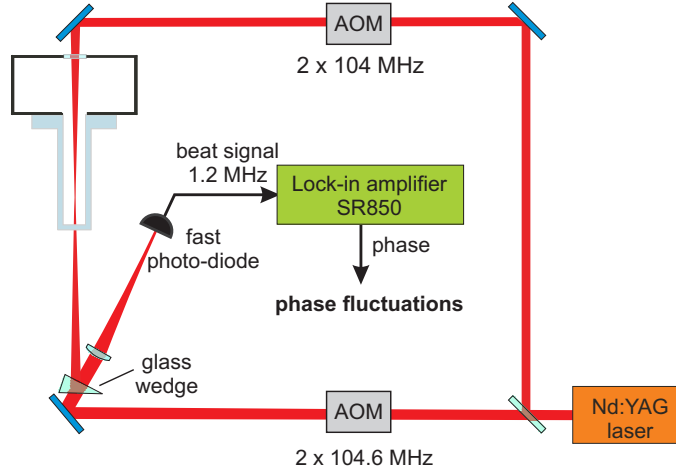 AOM
2 x 104 MHz
beat signal
1.2 MHz
Lock-in amplifier
SR850
fast
photo-diode
phase
phase fluctuations
glass
wedge
AOM
2 x 104.6 MHz
Nd:YAG
laser